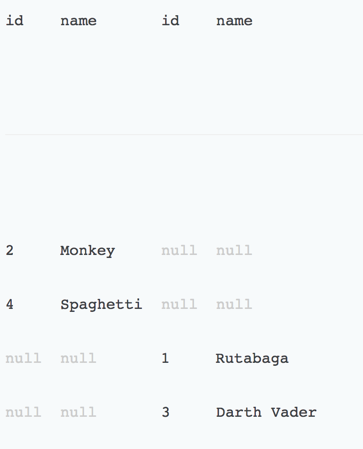 id name id name
2 Monkey null null
4 Spaghetti null null
null null 1 Rutabaga
null null 3 Darth Vader